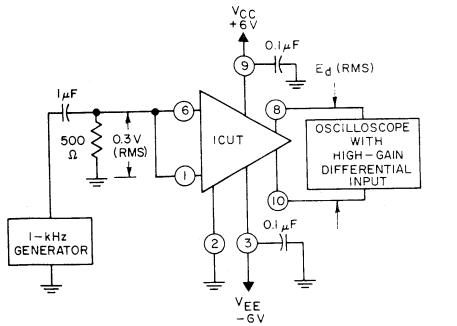 VCC
+6V
0.1µF
9
Ed (RMS)
1µF
6
8
500
Ω
0.3V
(RMS)
ICUT
OSCILLOSCOPE
WITH
HIGH-GAIN
DIFFERENTIAL
INPUT
1
10
0.1µF
2
3
1-kHz
GENERATOR
VEE
-6V